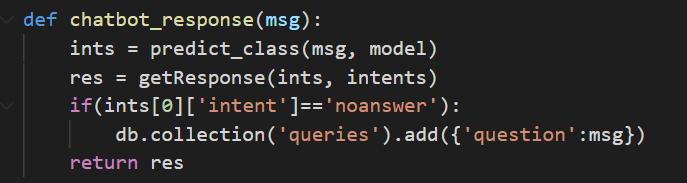 def chatbot_response(msg):
    ints = predict_class(msg, model)
    res = getResponse(ints, intents)
    if(ints[0]['intent']=='noanswer'):
        db.collection('queries').add({'question':msg})
    return res